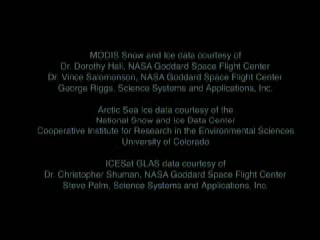 MODIS Snow and Ice data courtesy of
Dr. Dorothy Hall, NASA Goddard Space Flight Center
Dr. Vince Salomonson, NASA Goddard Space Flight Center
George Riggs, Science Systems and Applications, Inc.
Arctic Sea Ice data courtesy of the
National Snow and Ice Data Center
Cooperative Institute for Research in the Environmental Sciences
University of Colorado
ICESat GLAS data courtesy of
Dr. Christopher Shuman, NASA Goddard Space Flight Center
Steve Palm, Science Systems and Applications, Inc.